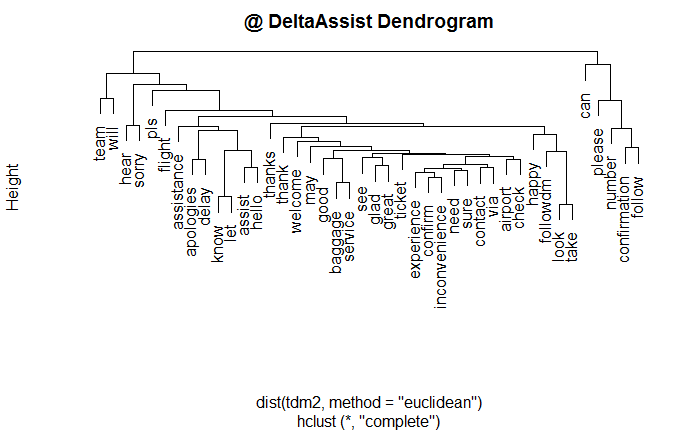 @ DeltaAssist Dendrogram
Height
team
will
hear
sorry
pls
flight
assistance
apologies
delay
know
let
assist
hello
thanks
thank
welcome
may
good
baggage
service
see
glad
great
ticket
experience
confirm
inconvenience
need
sure
contact
via
airport
check
happy
followdm
look
take
can
please
number
confirmation
follow
dist(tdm2, method = "euclidean")
hclust (*, "complete")